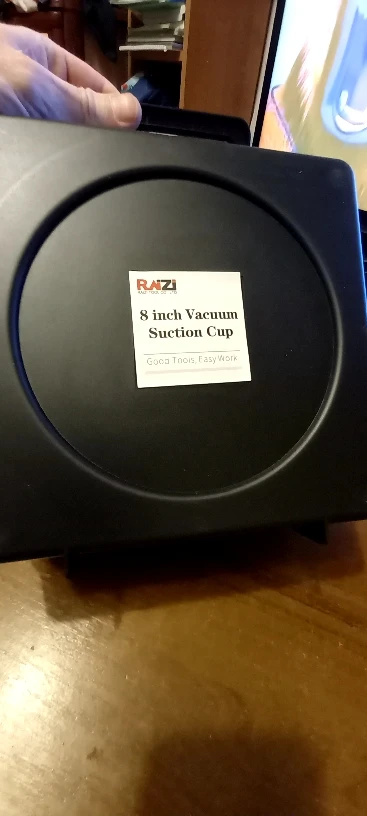 RAIZI
8 inch Vacuum
Suction Cup
Good Tools, Easy Work